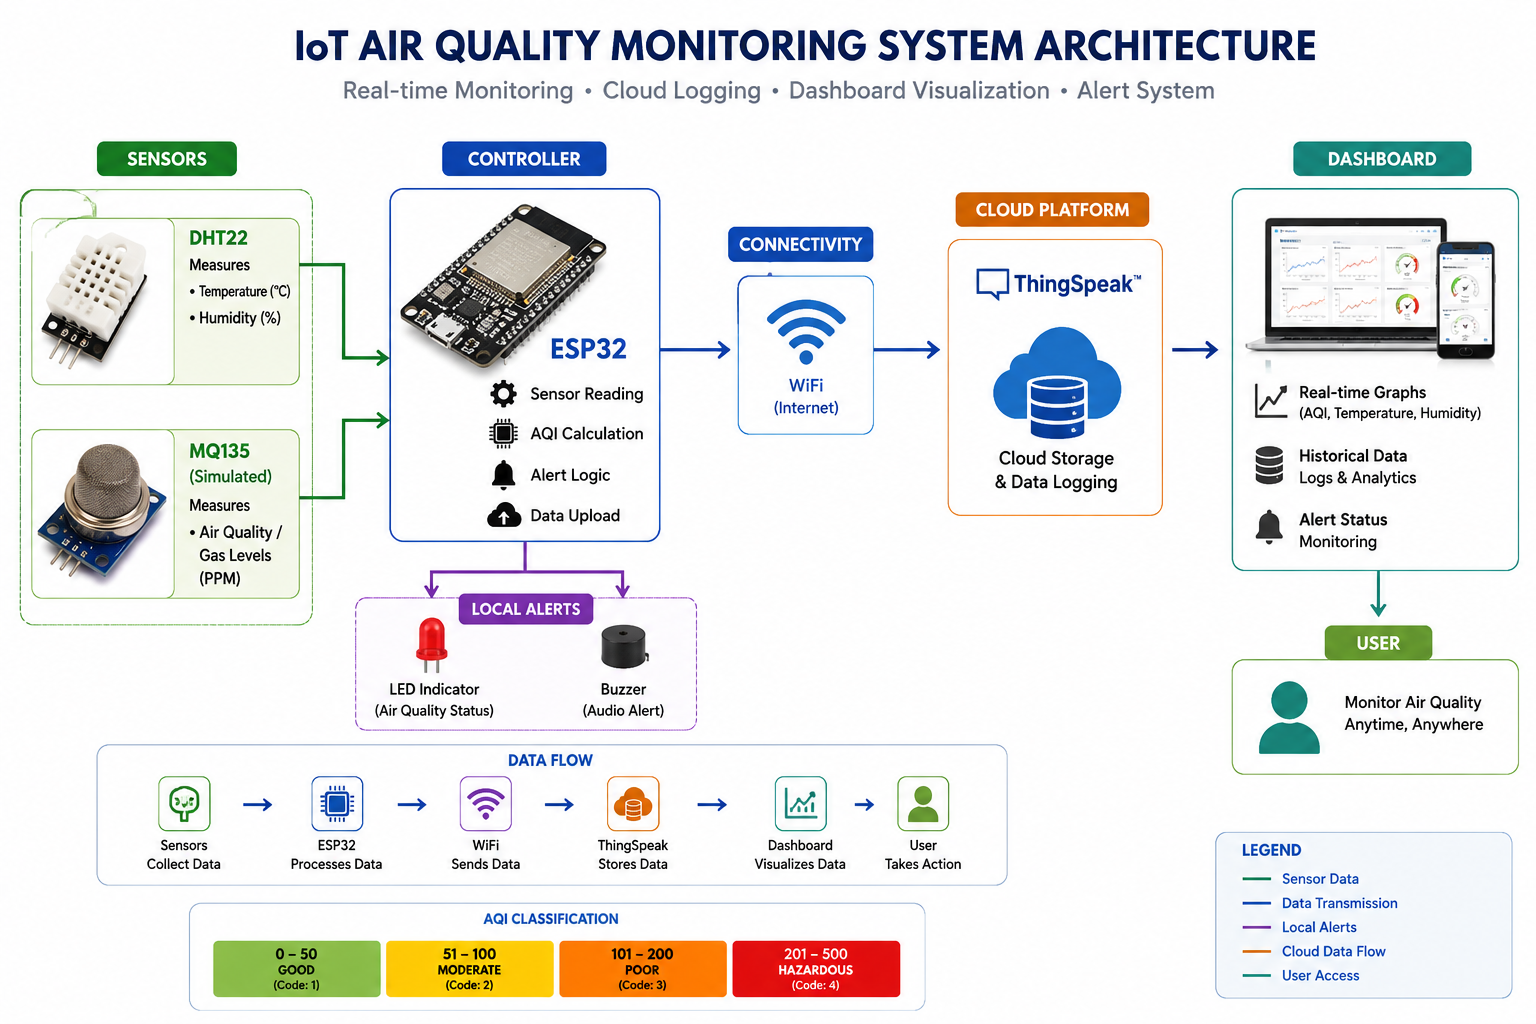 IoT AIR QUALITY MONITORING SYSTEM ARCHITECTURE
Real-time Monitoring • Cloud Logging • Dashboard Visualization • Alert System
SENSORS
DHT22
Measures
• Temperature (°C)
• Humidity (%)
MQ135
(Simulated)
Measures
• Air Quality /
Gas Levels
(PPM)
CONTROLLER
ESP32
Sensor Reading
AQI Calculation
Alert Logic
Data Upload
LOCAL ALERTS
LED Indicator
(Air Quality Status)
Buzzer
(Audio Alert)
CONNECTIVITY
WiFi
(Internet)
CLOUD PLATFORM
ThingSpeak™
Cloud Storage
& Data Logging
DASHBOARD
Real-time Graphs
(AQI, Temperature, Humidity)
Historical Data
Logs & Analytics
Alert Status
Monitoring
USER
Monitor Air Quality
Anytime, Anywhere
DATA FLOW
Sensors
Collect Data
ESP32
Processes Data
WiFi
Sends Data
ThingSpeak
Stores Data
Dashboard
Visualizes Data
User
Takes Action
AQI CLASSIFICATION
0 – 50
GOOD
(Code: 1)
51 – 100
MODERATE
(Code: 2)
101 – 200
POOR
(Code: 3)
201 – 500
HAZARDOUS
(Code: 4)
LEGEND
Sensor Data
Data Transmission
Local Alerts
Cloud Data Flow
User Access